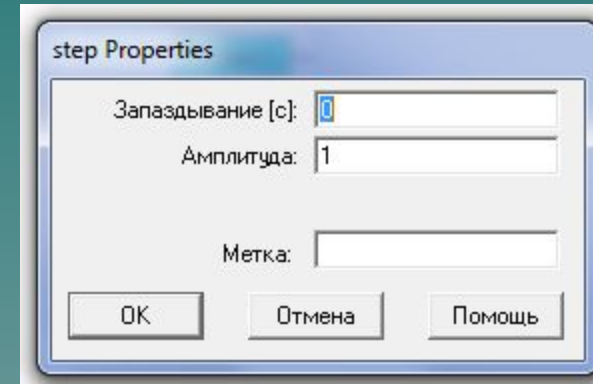 step Properties
Запаздывание [с]: 0
Амплитуда: 1
Метка:
OK Отмена Помощь